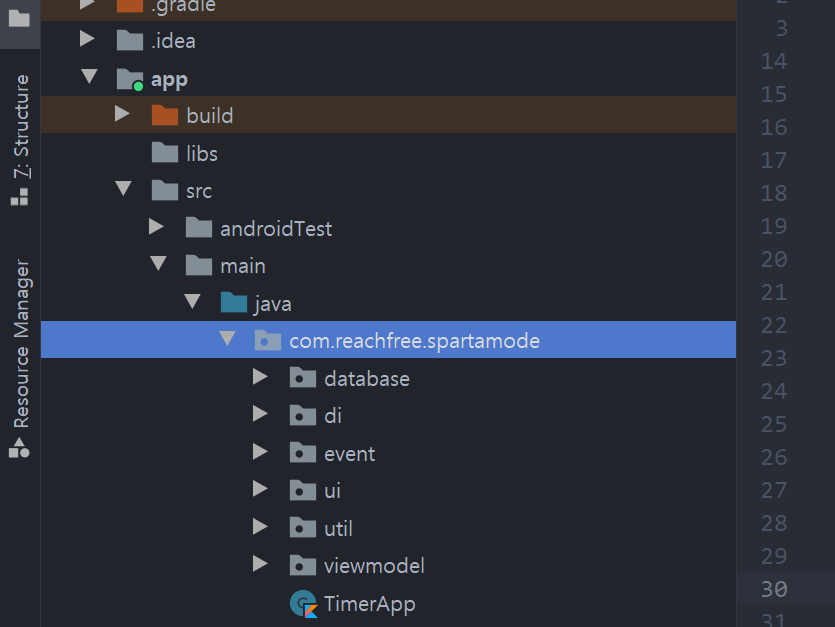 .gradle
.idea
app
build
libs
src
androidTest
main
java
com.reachfree.spartamode
database
di
event
ui
util
viewmodel
TimerApp
7: Structure
Resource Manager
3
14
15
16
17
18
19
20
21
22
23
24
25
26
27
28
29
30
31